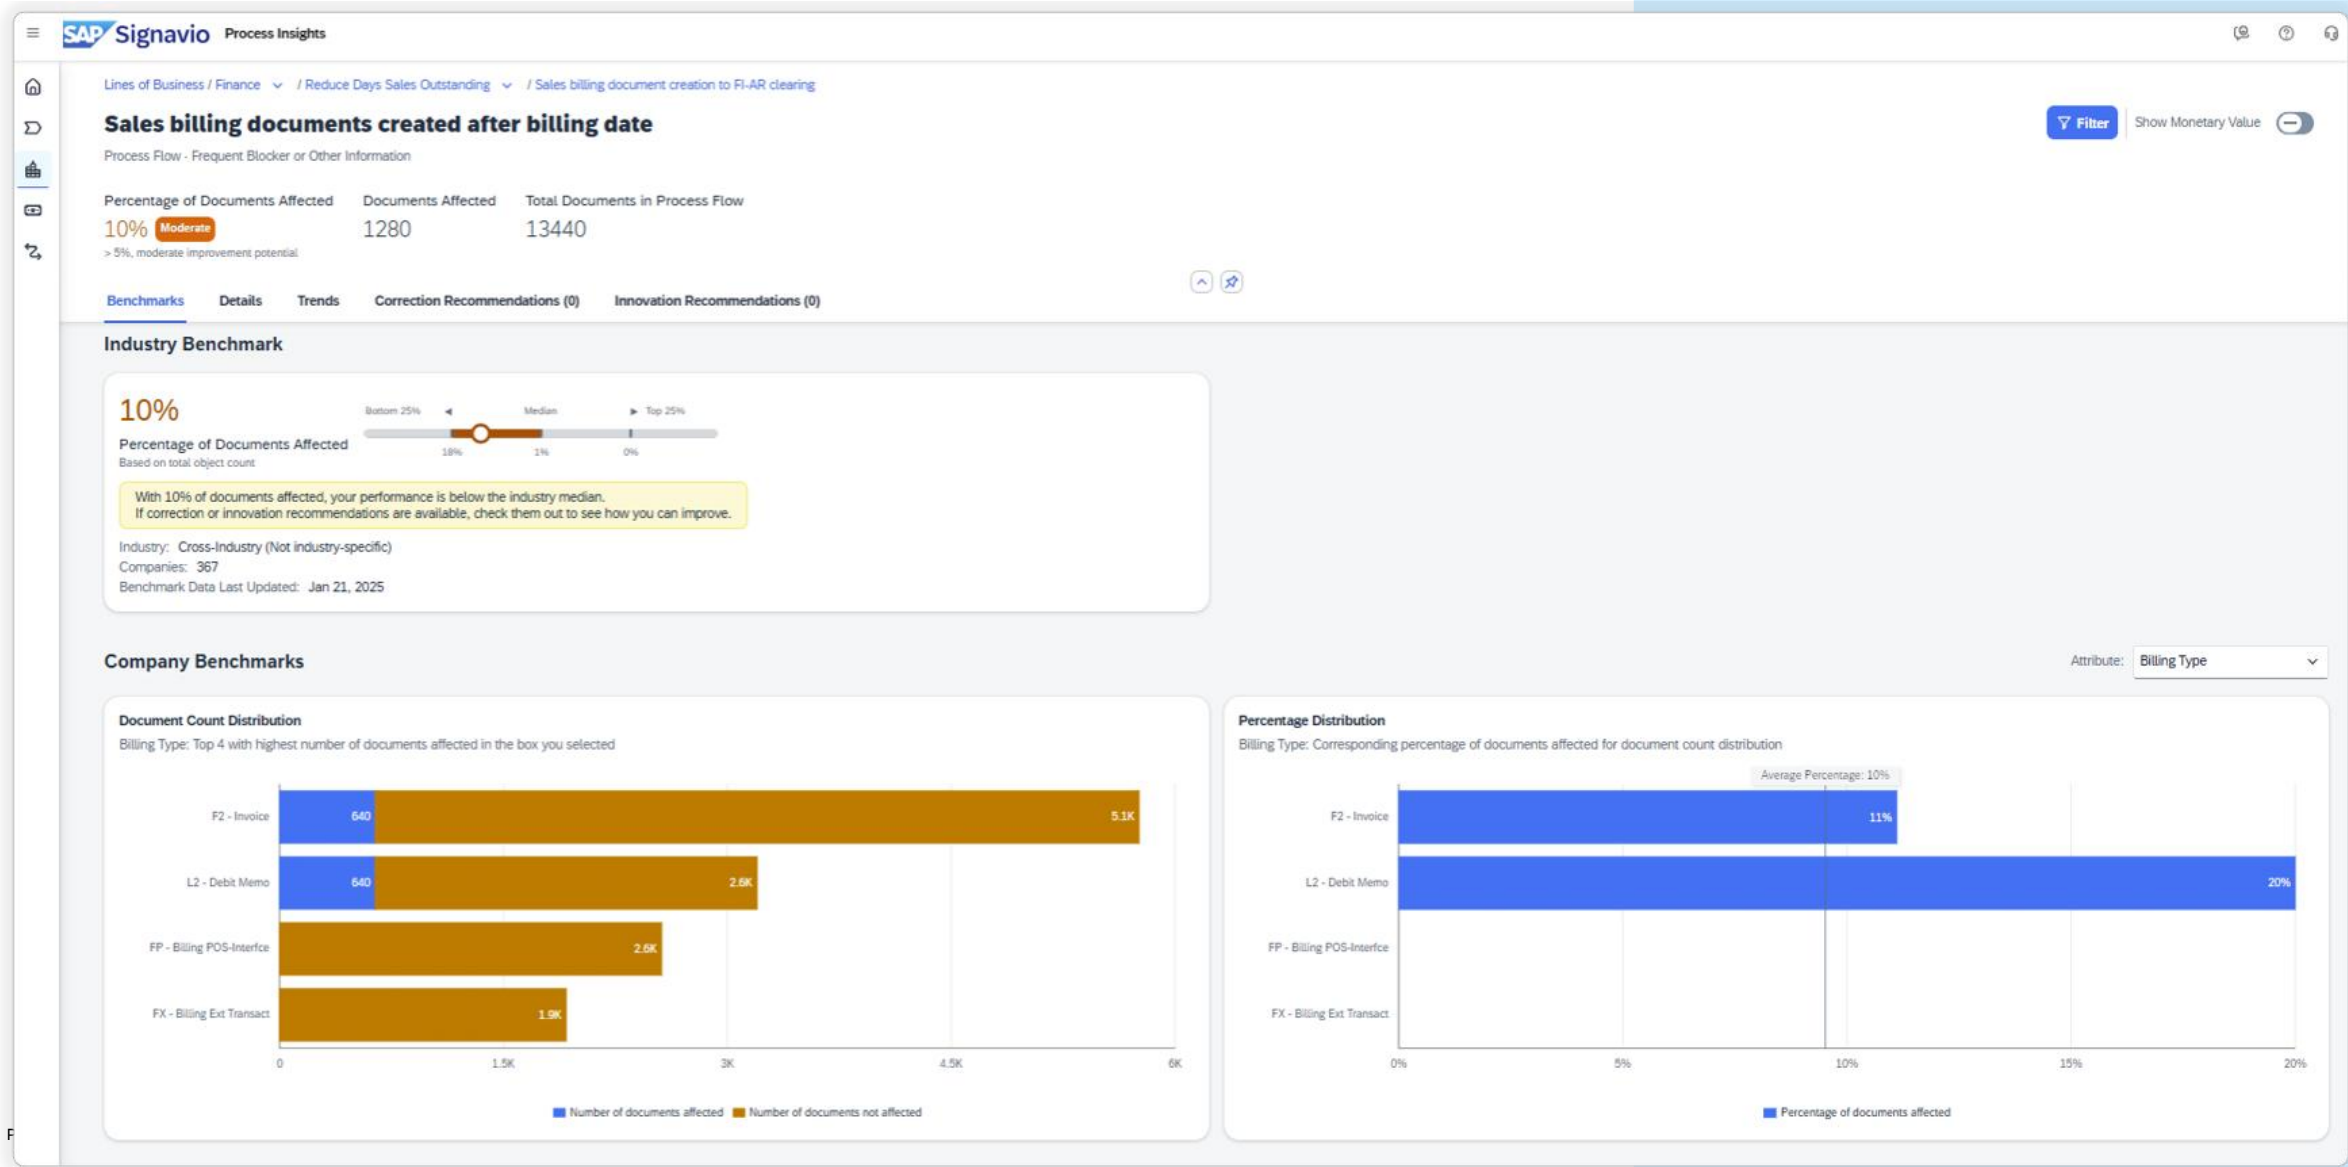 SAP Signavio Process Insights
Lines of Business / Finance / Reduce Days Sales Outstanding / Sales billing document creation to FI-AR clearing
Sales billing documents created after billing date
Filter Show Monetary Value
Process Flow - Frequent Blocker or Other Information
Percentage of Documents Affected Documents Affected Total Documents in Process Flow
10% Moderate 1280 13440
> 5%, moderate improvement potential
Benchmarks Details Trends Correction Recommendations (0) Innovation Recommendations (0)
Industry Benchmark
10%
Percentage of Documents Affected
Based on total object count
Bottom 25% ◄ Median ► Top 25%
18% 1% 0%
With 10% of documents affected, your performance is below the industry median.
If correction or innovation recommendations are available, check them out to see how you can improve.
Industry: Cross-Industry (Not industry-specific)
Companies: 367
Benchmark Data Last Updated: Jan 21, 2025
Company Benchmarks
Attribute: Billing Type
Document Count Distribution
Billing Type: Top 4 with highest number of documents affected in the box you selected
F2 - Invoice 640 5.1K
L2 - Debit Memo 640 2.6K
FP - Billing POS-Interfce 2.6K
FX - Billing Ext Transact 1.9K
0 1.5K 3K 4.5K 6K
Number of documents affected Number of documents not affected
Percentage Distribution
Billing Type: Corresponding percentage of documents affected for document count distribution
Average Percentage: 10%
F2 - Invoice 11%
L2 - Debit Memo 20%
FP - Billing POS-Interfce
FX - Billing Ext Transact
0% 5% 10% 15% 20%
Percentage of documents affected